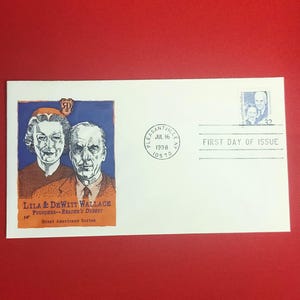 PLEASANTVILLE, NY
JUL 16
1998
10570
32
FIRST DAY OF ISSUE
LILA & DEWITT WALLACE
FOUNDERS—READER'S DIGEST
Great Americans Series